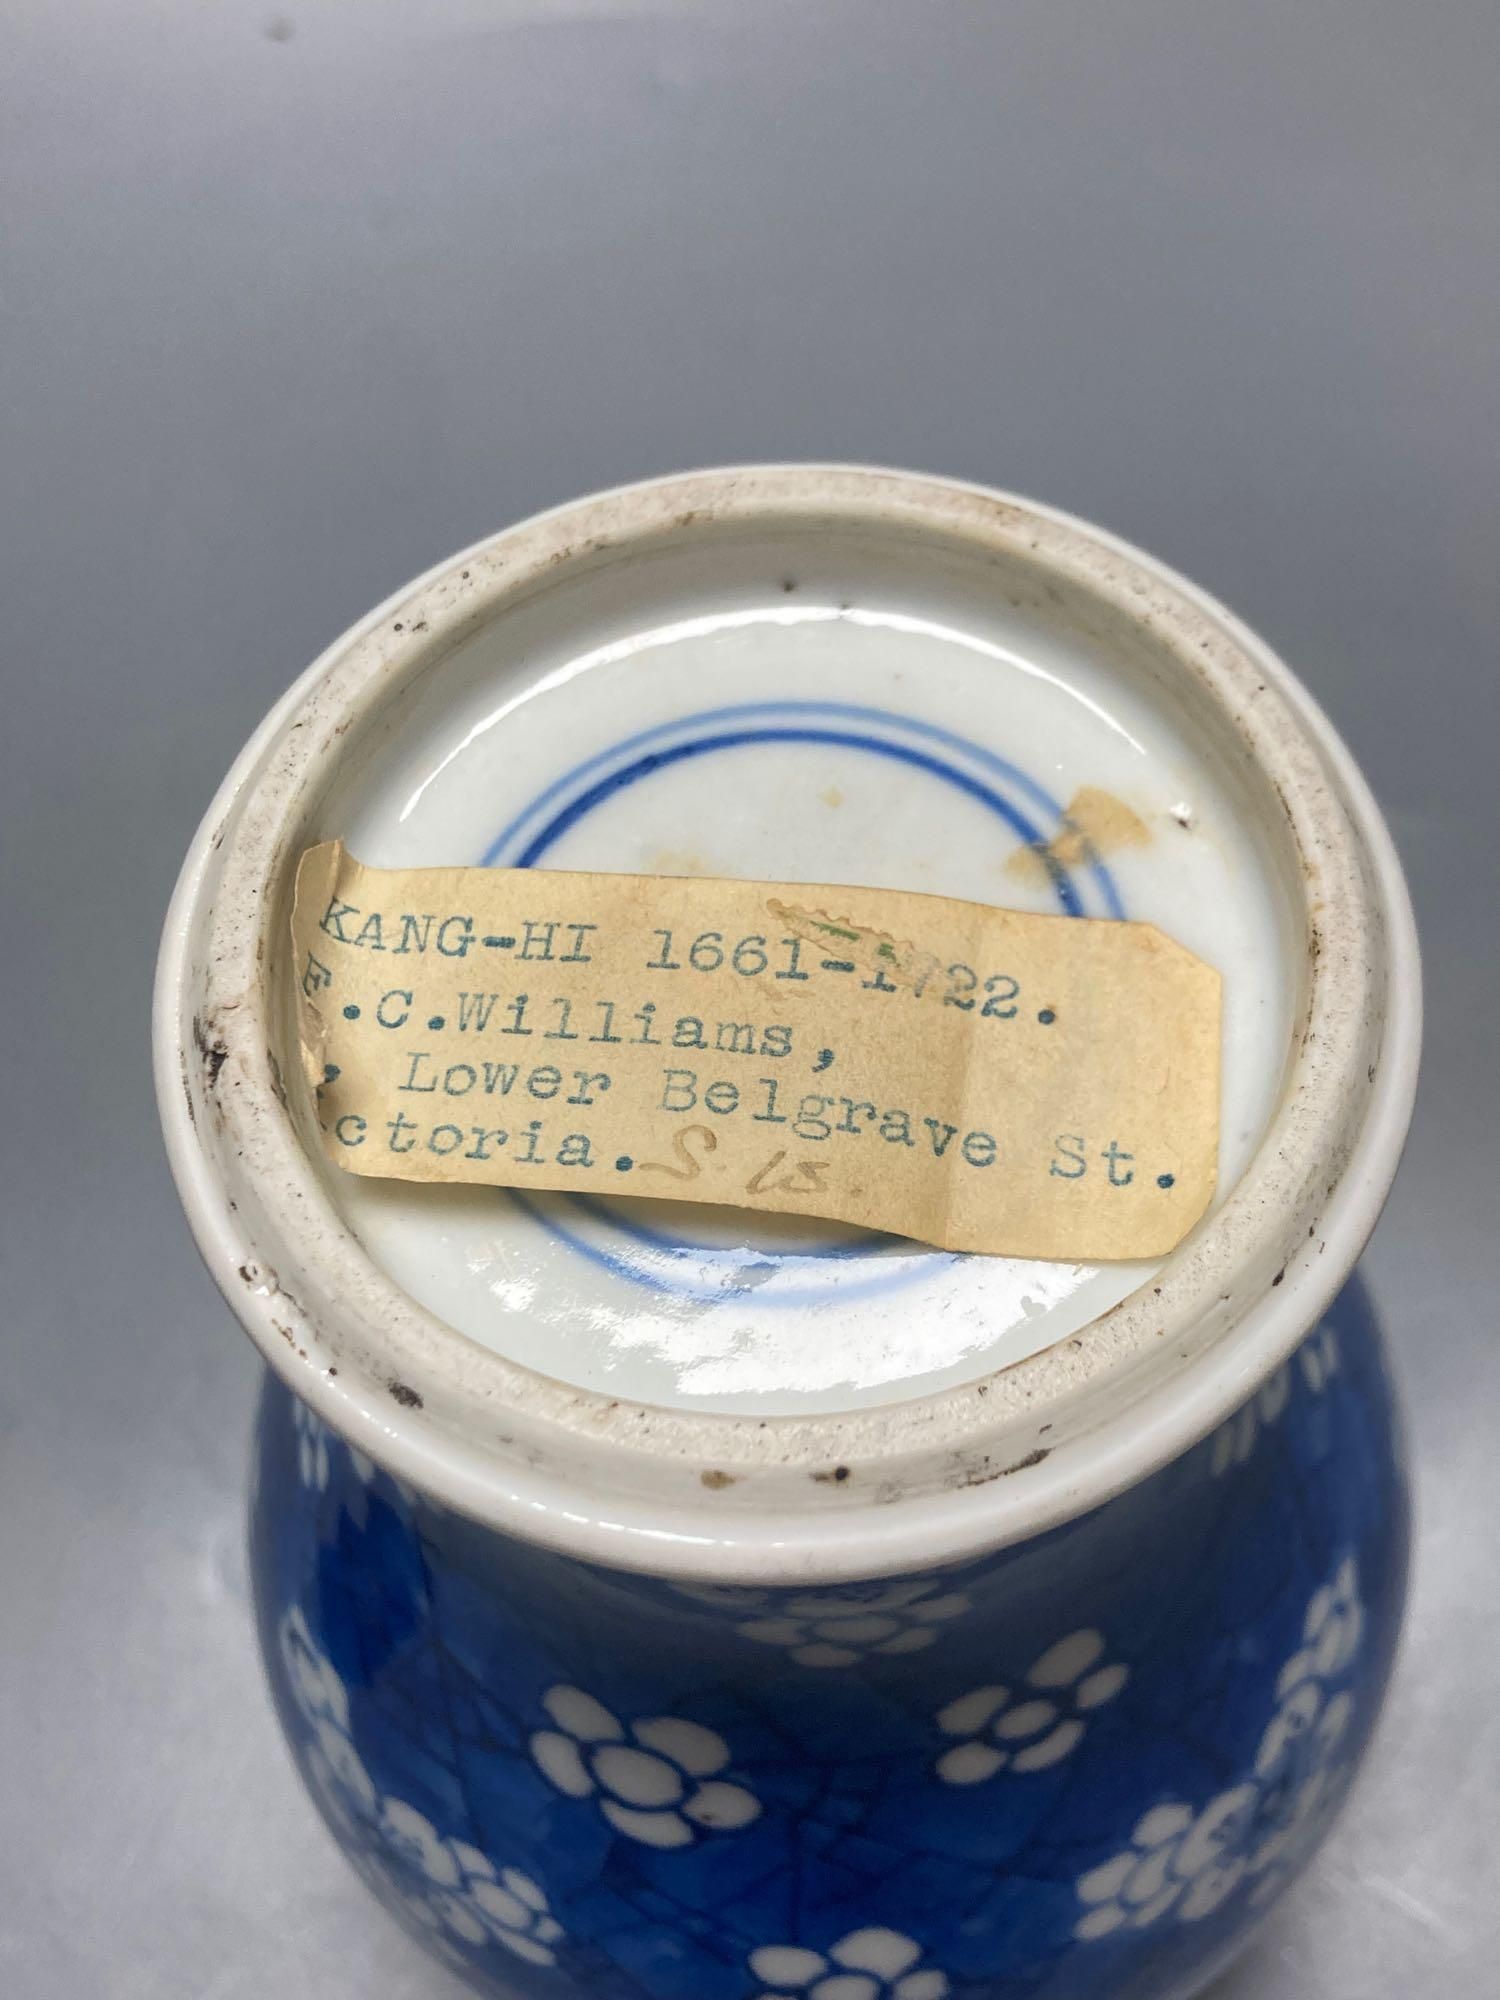 KANG-HI 1661-1722.
F.C.Williams,
, Lower Belgrave St.
ctoria.